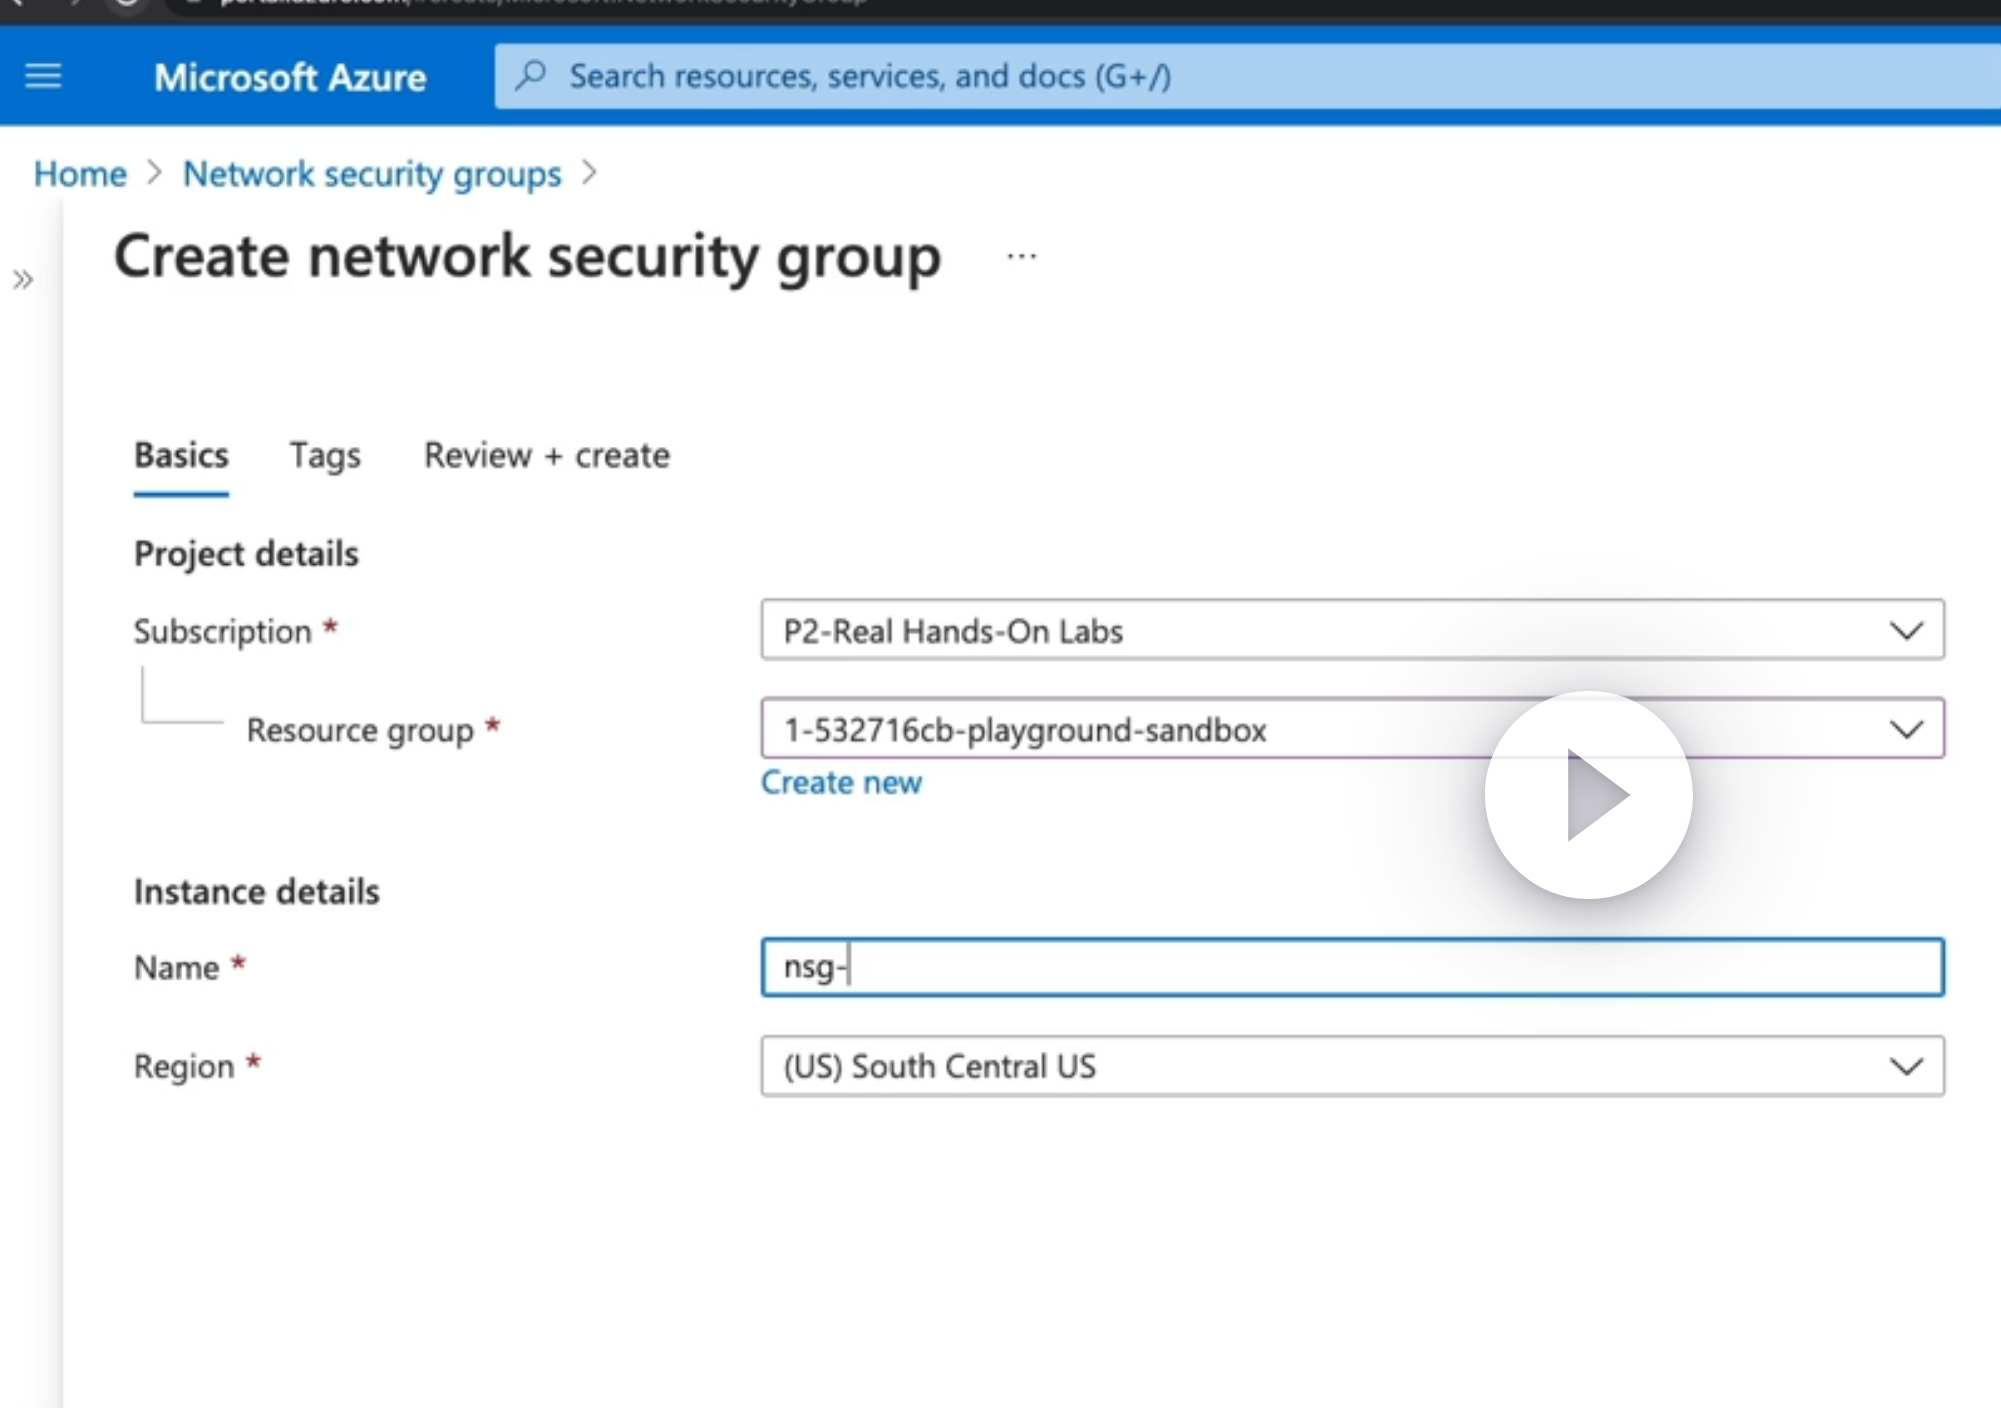 Microsoft Azure
Search resources, services, and docs (G+/)
Home > Network security groups >
Create network security group ...
Basics Tags Review + create
Project details
Subscription *
P2-Real Hands-On Labs
Resource group *
1-532716cb-playground-sandbox
Create new
Instance details
Name *
nsg-
Region *
(US) South Central US